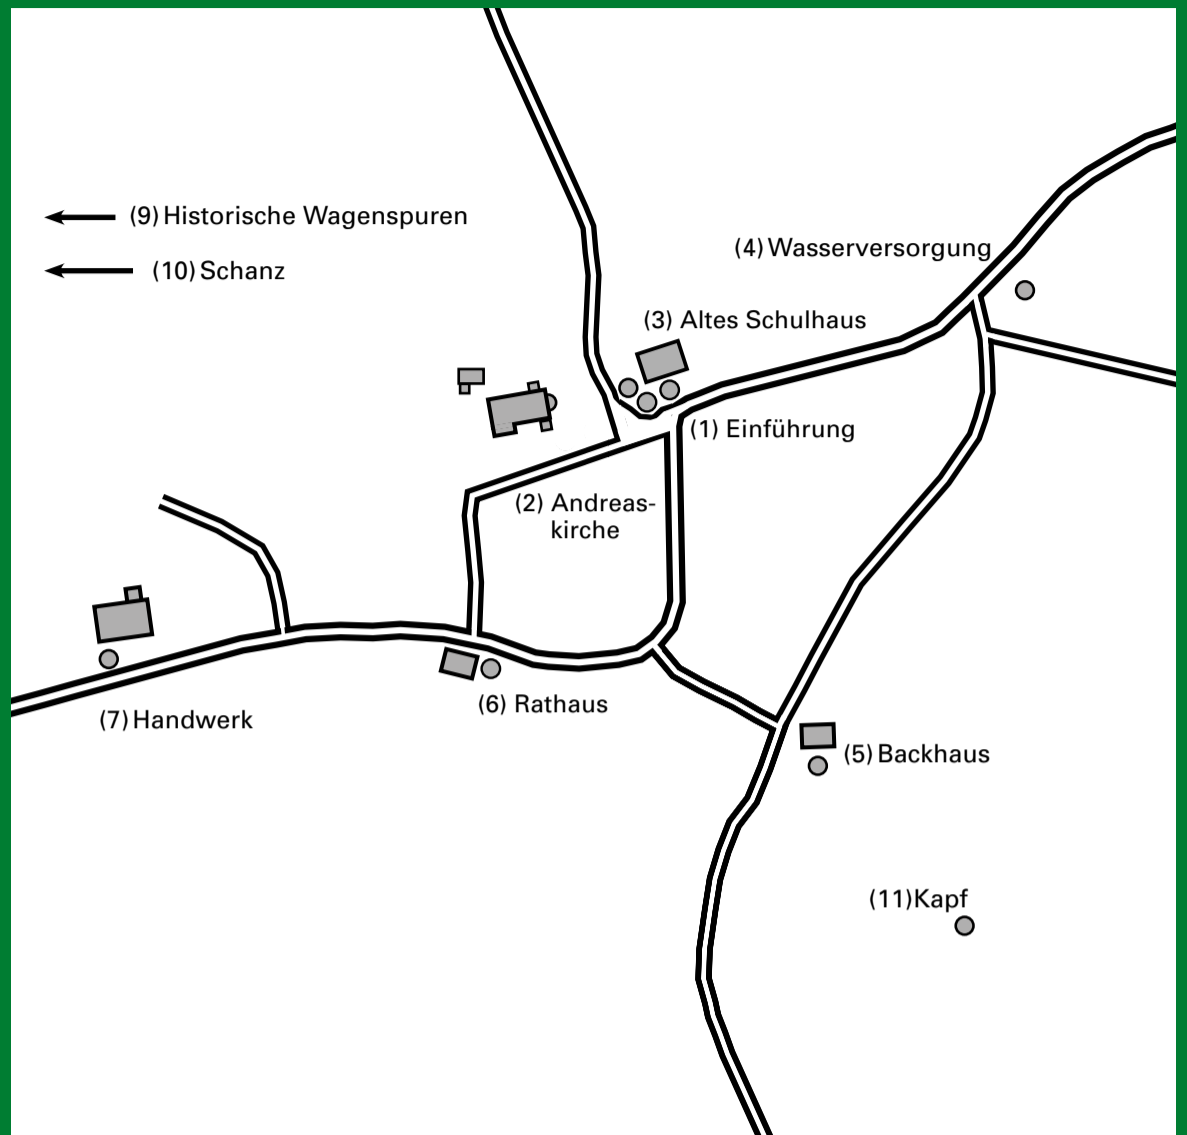 (9) Historische Wagenspuren
(4) Wasserversorgung
(10) Schanz
(3) Altes Schulhaus
(1) Einführung
(2) Andreas-
kirche
(6) Rathaus
(7) Handwerk
(5) Backhaus
(11) Kapf